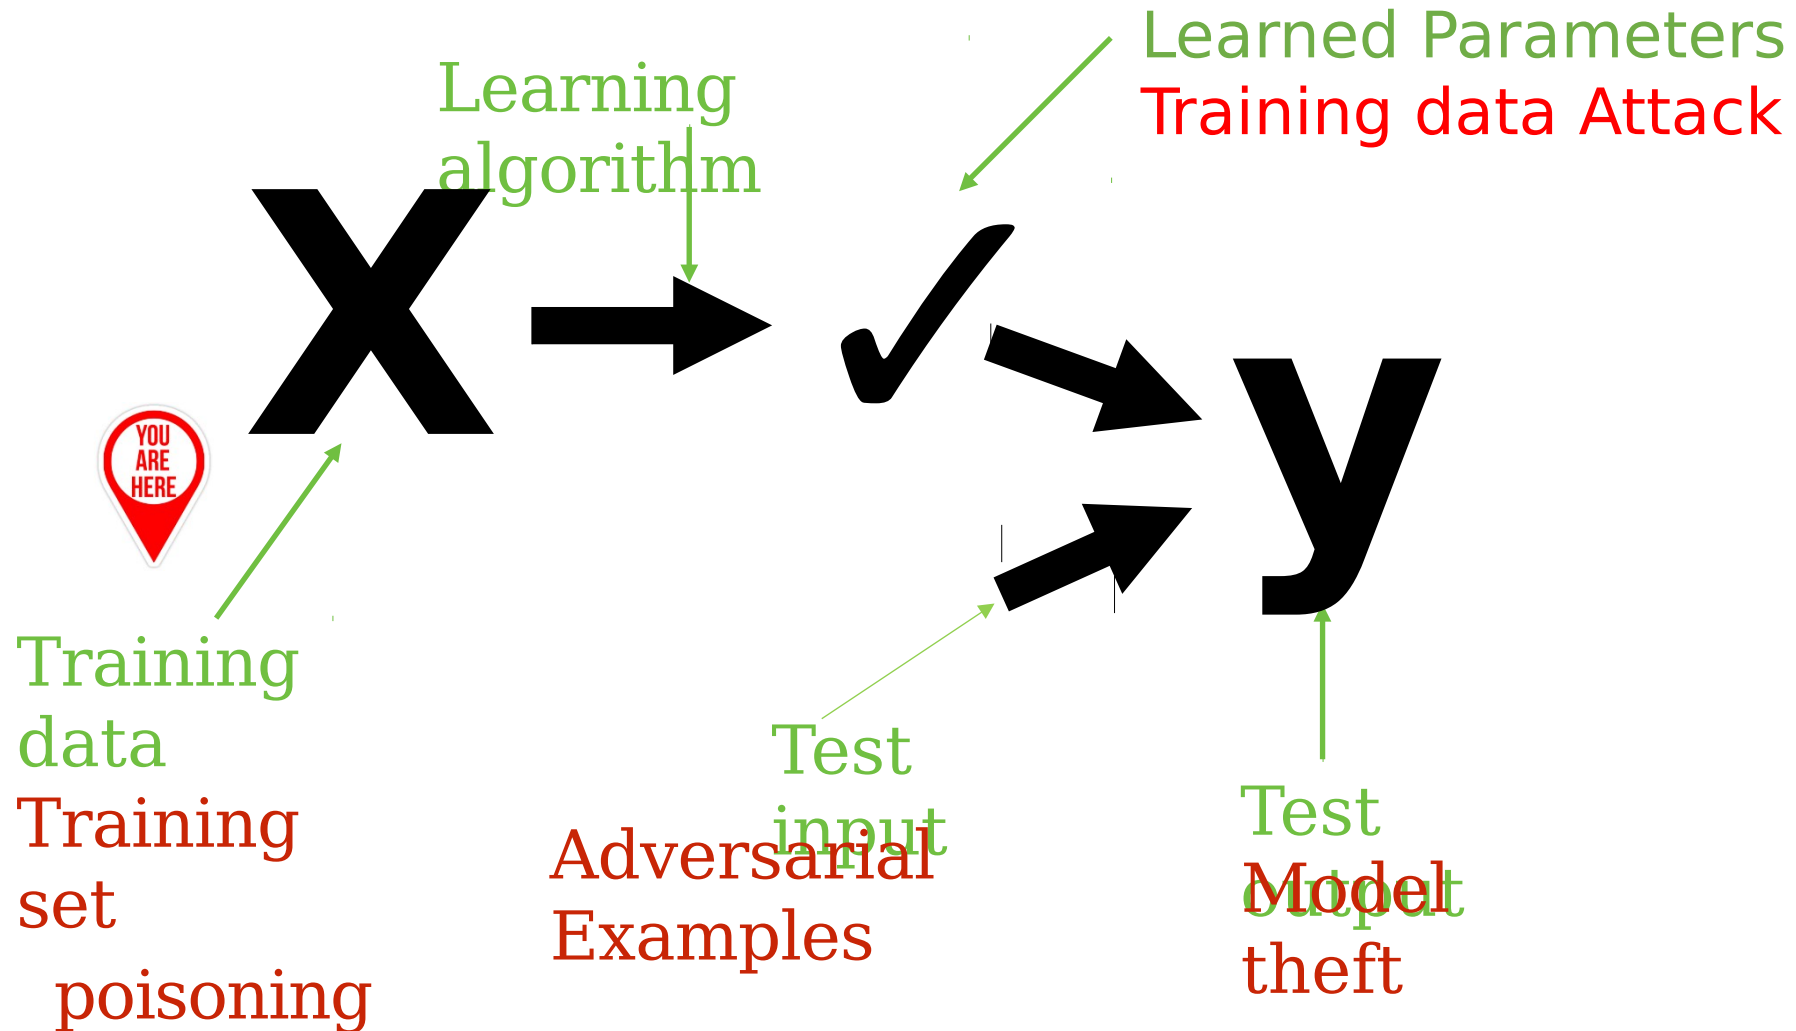 Learned Parameters
Training data Attack
Learning
algorithm
X
✓
y
YOU
ARE
HERE
Training
data
Training
set
poisoning
Test
input
Adversarial
Examples
Test
output
Model
theft